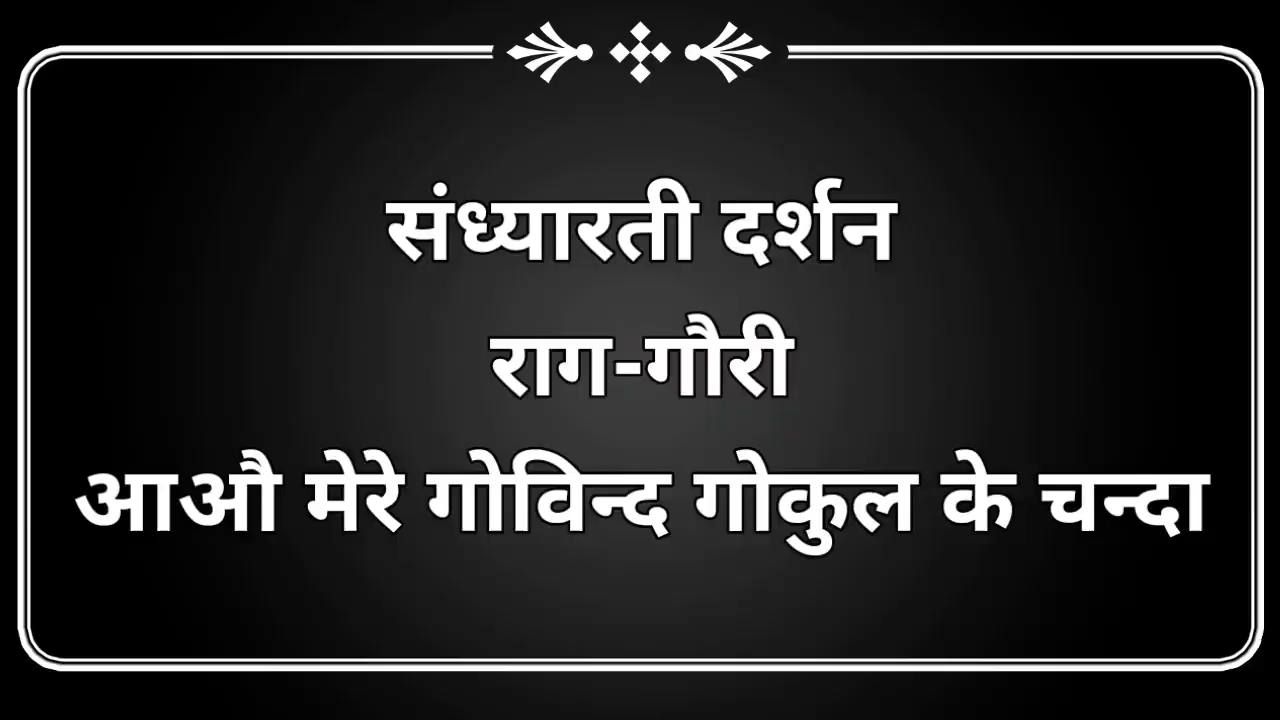 संध्यारती दर्शन
राग-गौरी
आऔ मेरे गोविन्द गोकुल के चन्दा